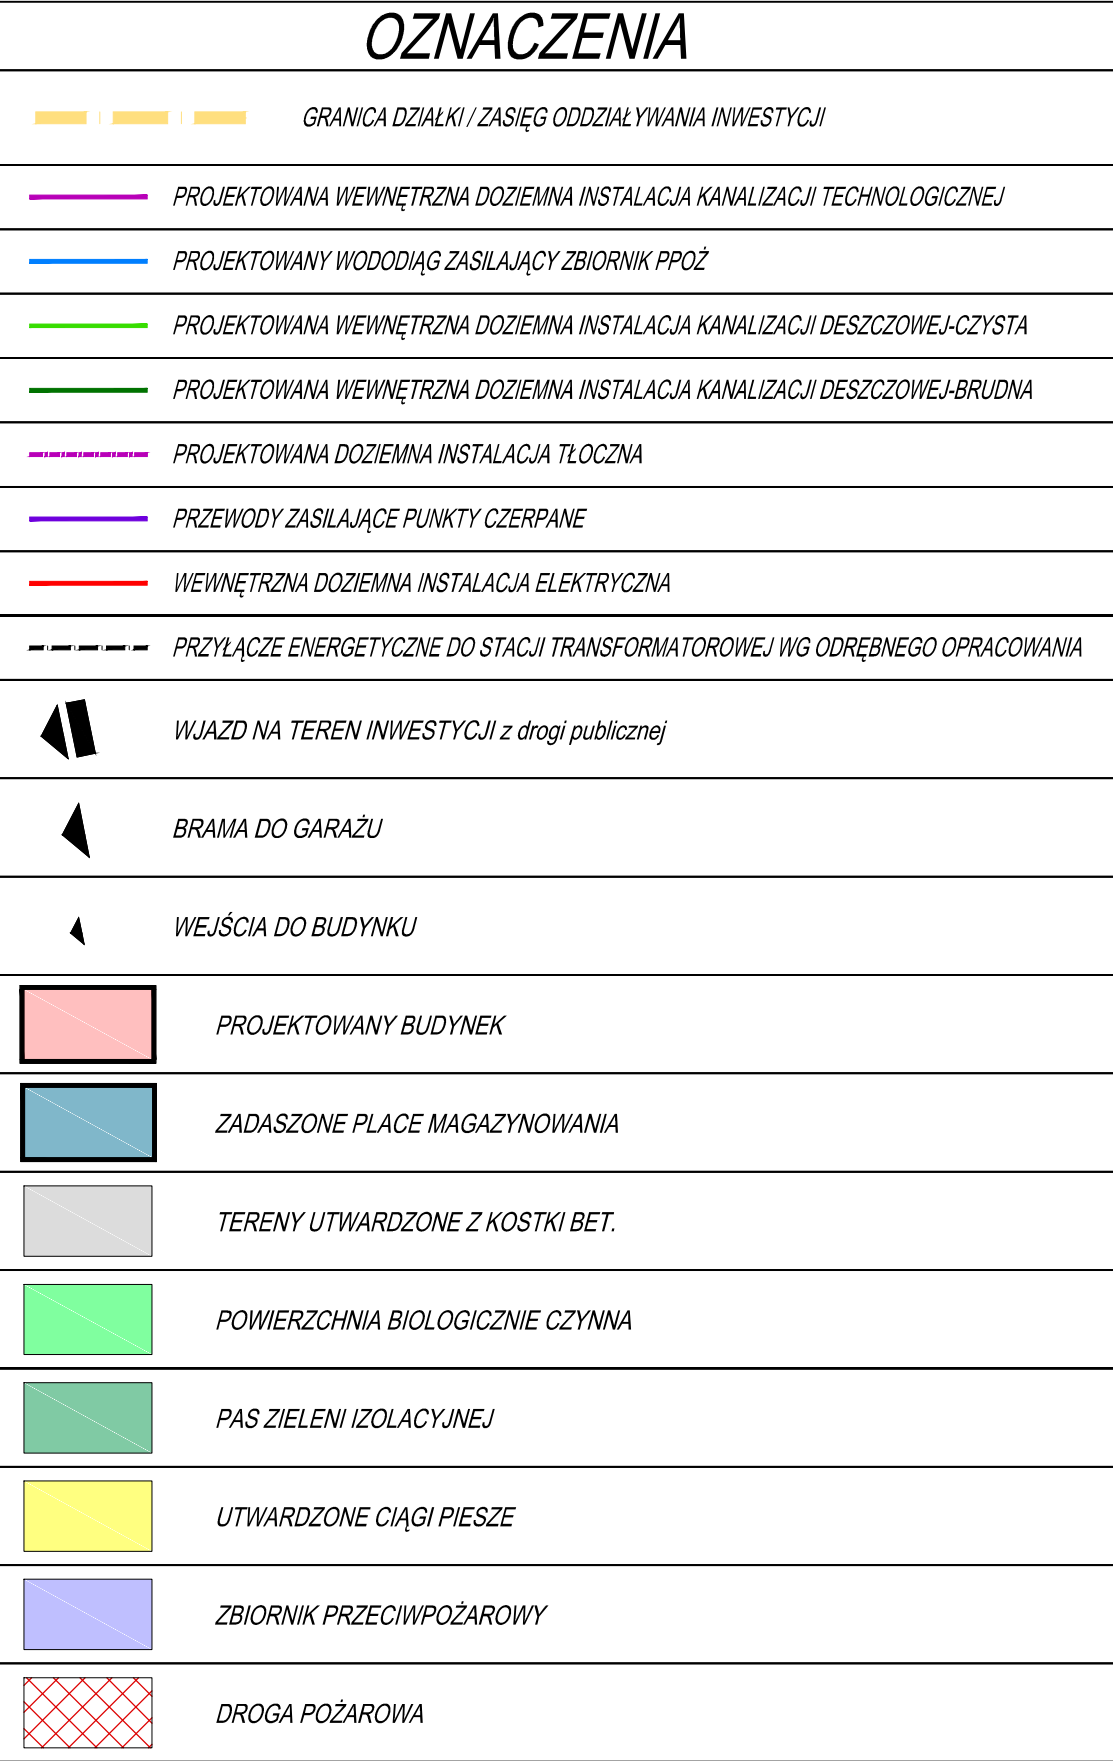 OZNACZENIA
GRANICA DZIAŁKI / ZASIĘG ODDZIAŁYWANIA INWESTYCJI
PROJEKTOWANA WEWNĘTRZNA DOZIEMNA INSTALACJA KANALIZACJI TECHNOLOGICZNEJ
PROJEKTOWANY WODODIĄG ZASILAJĄCY ZBIORNIK PPOŻ
PROJEKTOWANA WEWNĘTRZNA DOZIEMNA INSTALACJA KANALIZACJI DESZCZOWEJ-CZYSTA
PROJEKTOWANA WEWNĘTRZNA DOZIEMNA INSTALACJA KANALIZACJI DESZCZOWEJ-BRUDNA
PROJEKTOWANA DOZIEMNA INSTALACJA TŁOCZNA
PRZEWODY ZASILAJĄCE PUNKTY CZERPANE
WEWNĘTRZNA DOZIEMNA INSTALACJA ELEKTRYCZNA
PRZYŁĄCZE ENERGETYCZNE DO STACJI TRANSFORMATOROWEJ WG ODRĘBNEGO OPRACOWANIA
WJAZD NA TEREN INWESTYCJI z drogi publicznej
BRAMA DO GARAŻU
WEJŚCIA DO BUDYNKU
PROJEKTOWANY BUDYNEK
ZADASZONE PLACE MAGAZYNOWANIA
TERENY UTWARDZONE Z KOSTKI BET.
POWIERZCHNIA BIOLOGICZNIE CZYNNA
PAS ZIELENI IZOLACYJNEJ
UTWARDZONE CIĄGI PIESZE
ZBIORNIK PRZECIWPOŻAROWY
DROGA POŻAROWA